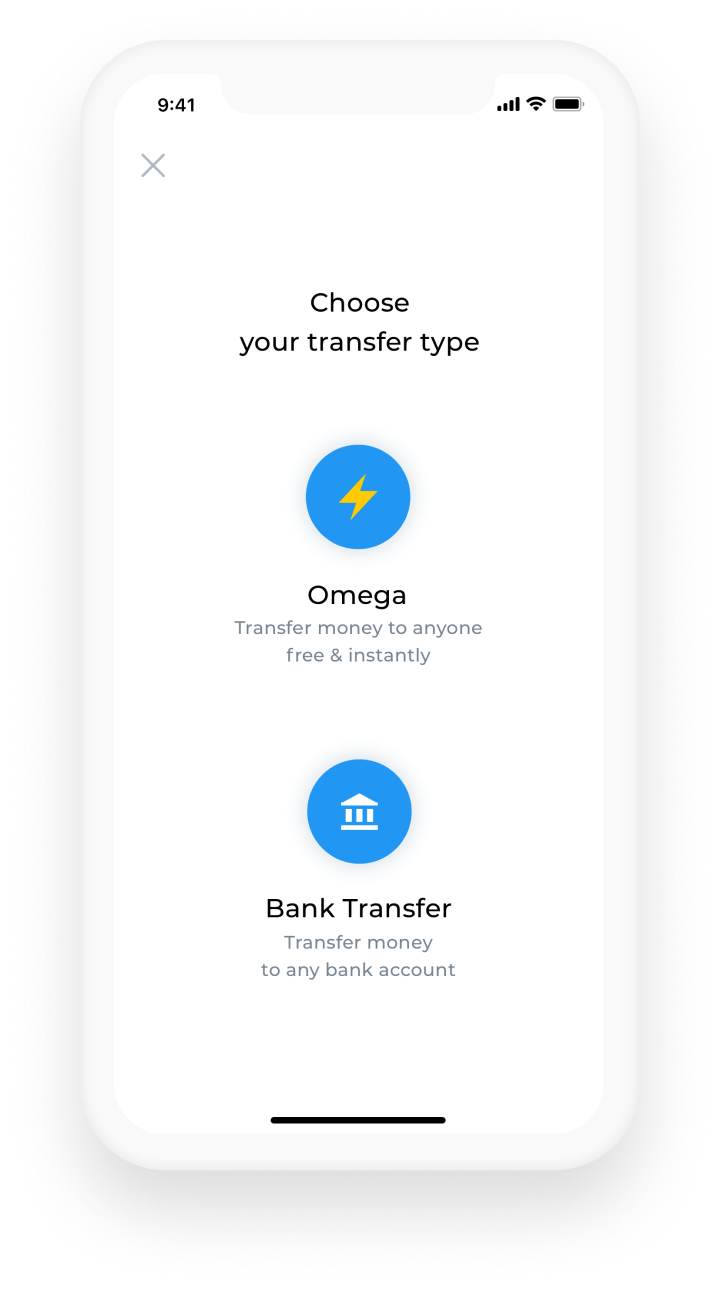 9:41
Choose
your transfer type
Omega
Transfer money to anyone
free & instantly
Bank Transfer
Transfer money
to any bank account